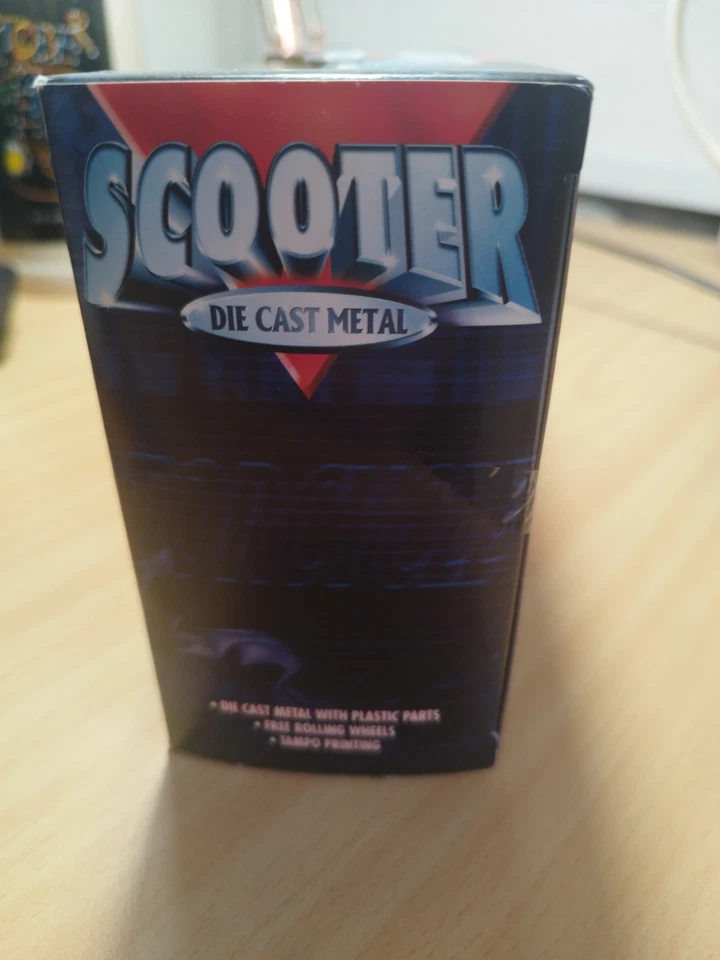 SCOOTER
DIE CAST METAL
• DIE CAST METAL WITH PLASTIC PARTS
• FREE ROLLING WHEELS
• TAMPO PRINTING